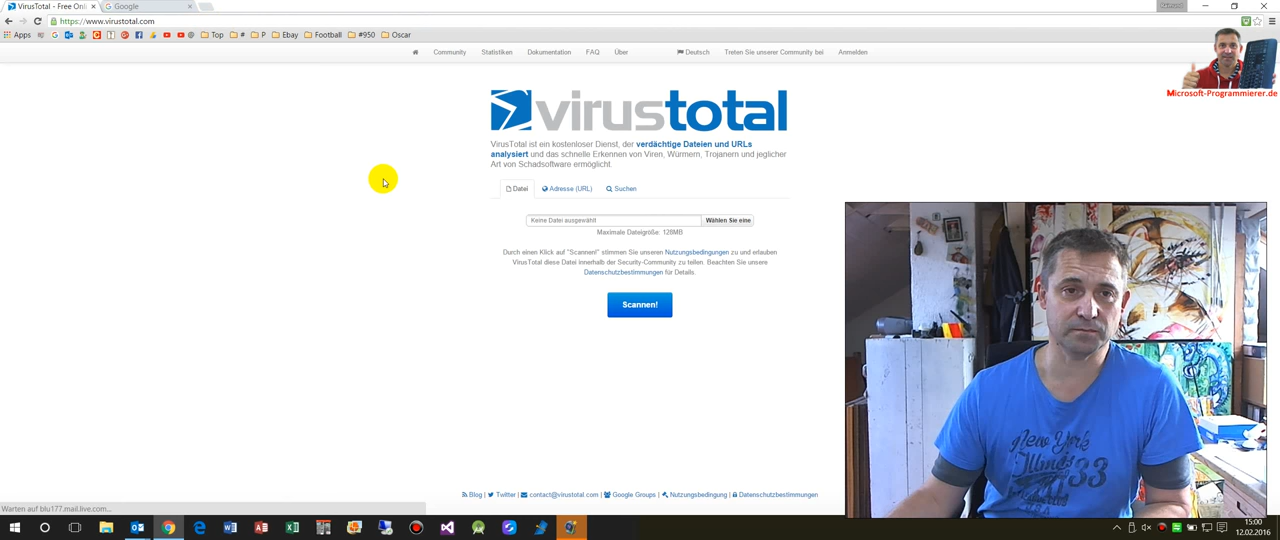 VirusTotal - Free Onli
Google
https://www.virustotal.com
Apps
Top
#
P
Ebay
Football
#950
Oscar
Community Statistiken Dokumentation FAQ Über Deutsch Treten Sie unserer Community bei Anmelden
Microsoft-Programmierer.de
virustotal
VirusTotal ist ein kostenloser Dienst, der verdächtige Dateien und URLs
analysiert und das schnelle Erkennen von Viren, Würmern, Trojanern und jeglicher
Art von Schadsoftware ermöglicht.
Datei Adresse (URL) Suchen
Keine Datei ausgewählt Wählen Sie eine
Maximale Dateigröße: 128MB
Durch einen Klick auf "Scannen!" stimmen Sie unseren Nutzungsbedingungen zu und erlauben
VirusTotal diese Datei innerhalb der Security-Community zu teilen. Beachten Sie unsere
Datenschutzbestimmungen für Details.
Scannen!
New York
Illinois
33
Blog | Twitter | contact@virustotal.com | Google Groups | Nutzungsbedingung | Datenschutzbestimmungen
Warten auf blu177.mail.live.com...
15:00
12.02.2016